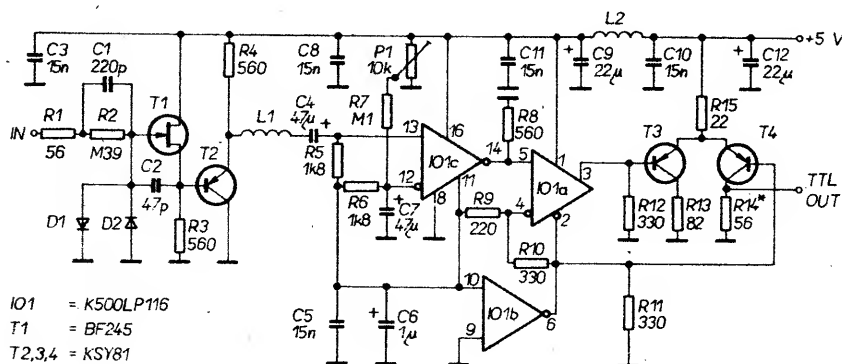 C3
15n
C1
220p
R1
56
R2
M39
IN
T1
C2
47p
D1
D2
R3
560
T2
R4
560
L1
C8
15n
C4
47µ
+
R5
1k8
P1
10k
R7
M1
R6
1k8
C7
47µ
+
13
12
11
16
14
18
IO1c
C11
15n
R8
560
C9
22µ
+
L2
C10
15n
C12
22µ
+
+5 V
5
4
1
3
2
IO1a
R9
220
R10
330
R15
22
T3
T4
R12
330
R13
82
R14*
56
TTL
OUT
R11
330
10
9
6
IO1b
C5
15n
C6
1µ
+
IO1 = K500LP116
T1 = BF245
T2,3,4 = KSY81